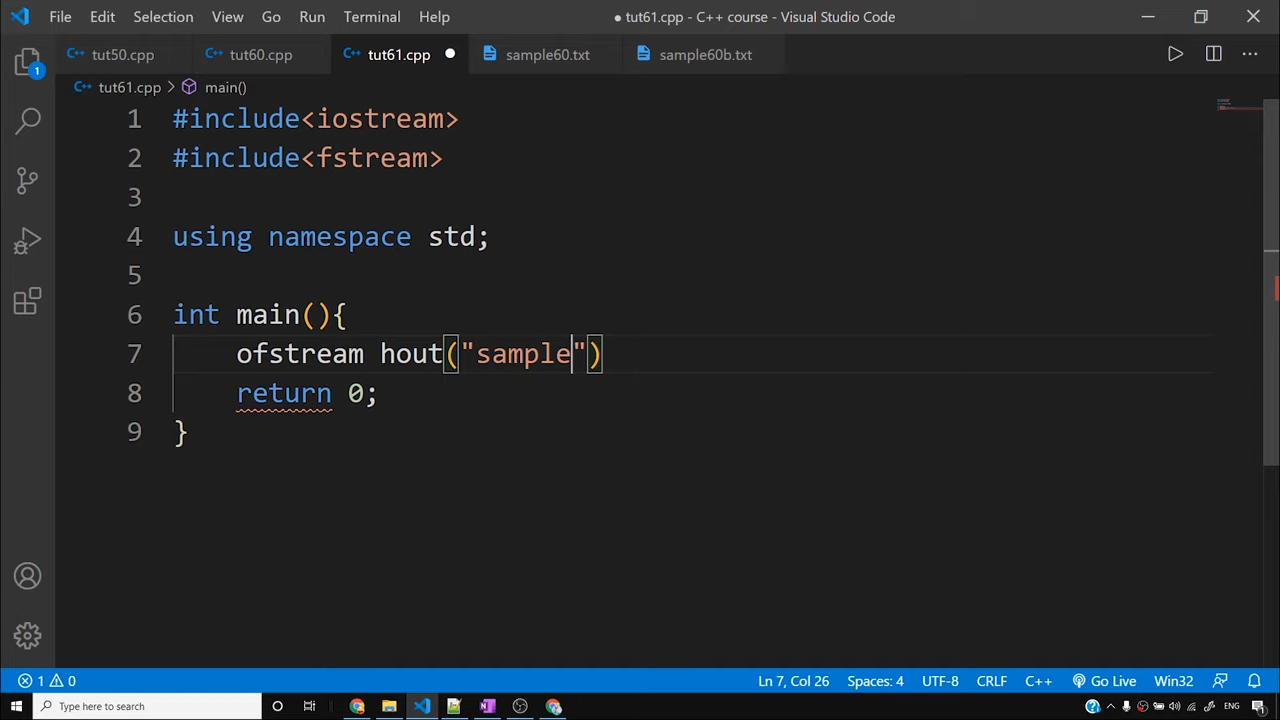 File Edit Selection View Go Run Terminal Help
● tut61.cpp - C++ course - Visual Studio Code
tut50.cpp tut60.cpp tut61.cpp sample60.txt sample60b.txt
1
tut61.cpp > main()
1 #include<iostream>
2 #include<fstream>
3
4 using namespace std;
5
6 int main(){
7 ofstream hout("sample")
8 return 0;
9 }
1 0 Ln 7, Col 26 Spaces: 4 UTF-8 CRLF C++ Go Live Win32
Type here to search ENG 1